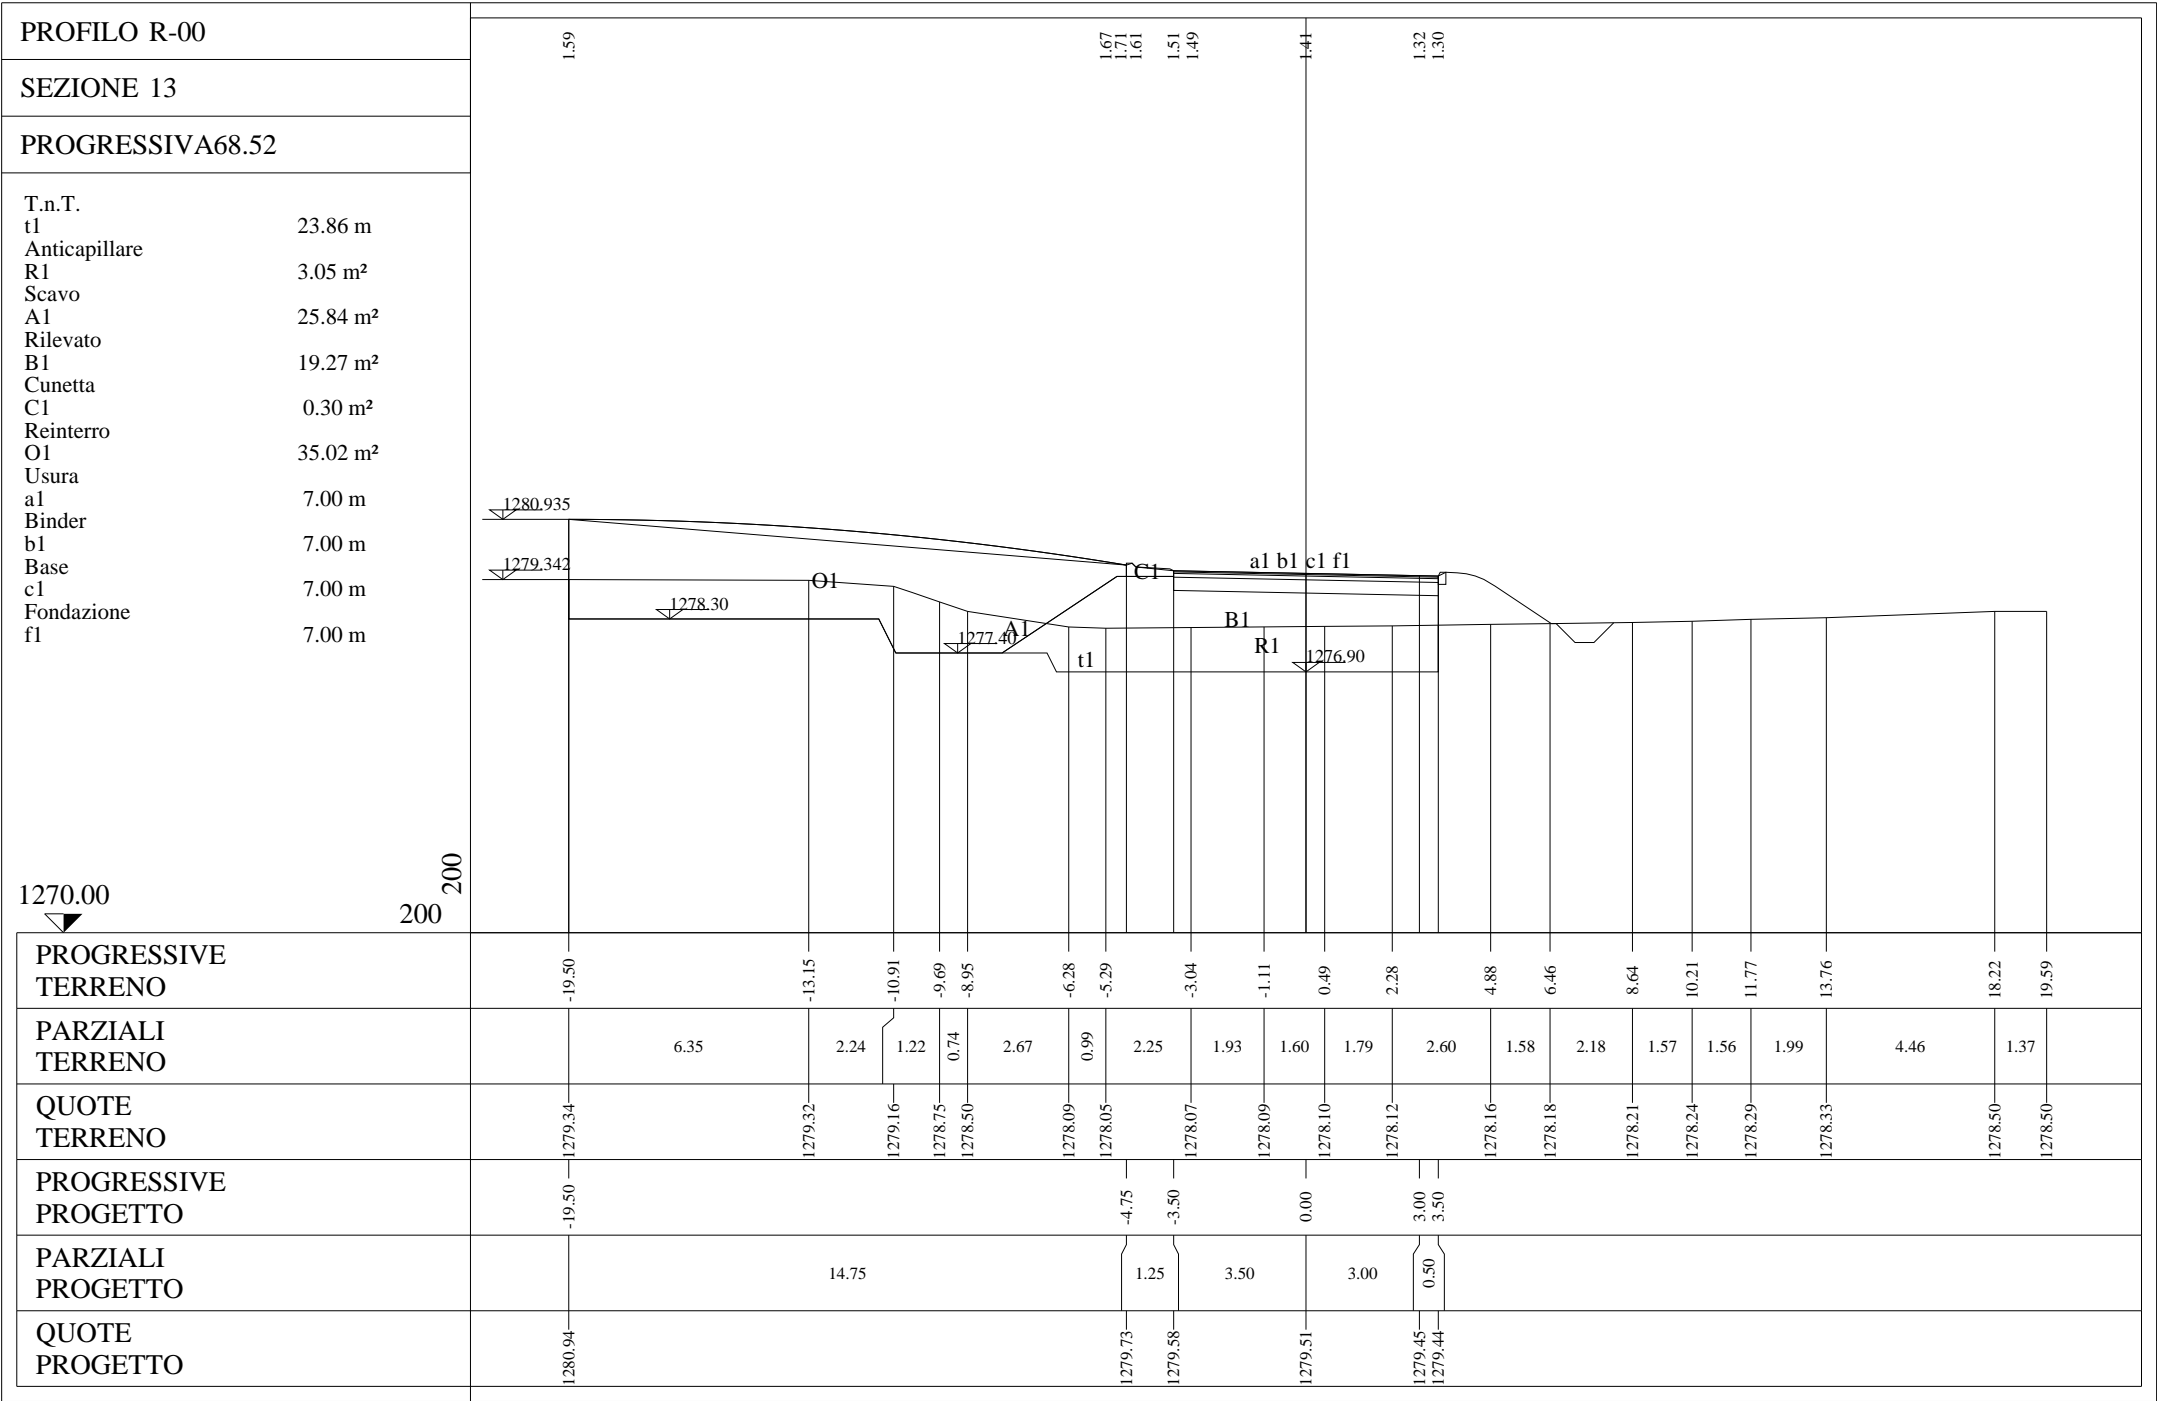 PROFILO R-00
SEZIONE 13
PROGRESSIVA68.52
T.n.T.
t1 23.86 m
Anticapillare
R1 3.05 m²
Scavo
A1 25.84 m²
Rilevato
B1 19.27 m²
Cunetta
C1 0.30 m²
Reinterro
O1 35.02 m²
Usura
a1 7.00 m
Binder
b1 7.00 m
Base
c1 7.00 m
Fondazione
f1 7.00 m
1270.00
200
200
1.59 1.67 1.71 1.61 1.51 1.49 1.41 1.32 1.30
1280.935
1279.342
O1
1278.30
1277.40
A1
C1
t1
a1 b1 c1 f1
B1
R1
1276.90
PROGRESSIVE
TERRENO
-19.50 -13.15 -10.91 -9.69 -8.95 -6.28 -5.29 -3.04 -1.11 0.49 2.28 4.88 6.46 8.64 10.21 11.77 13.76 18.22 19.59
PARZIALI
TERRENO
6.35 2.24 1.22 0.74 2.67 0.99 2.25 1.93 1.60 1.79 2.60 1.58 2.18 1.57 1.56 1.99 4.46 1.37
QUOTE
TERRENO
1279.34 1279.32 1279.16 1278.75 1278.50 1278.09 1278.05 1278.07 1278.09 1278.10 1278.12 1278.16 1278.18 1278.21 1278.24 1278.29 1278.33 1278.50 1278.50
PROGRESSIVE
PROGETTO
-19.50 -4.75 -3.50 0.00 3.00 3.50
PARZIALI
PROGETTO
14.75 1.25 3.50 3.00 0.50
QUOTE
PROGETTO
1280.94 1279.73 1279.58 1279.51 1279.45 1279.44